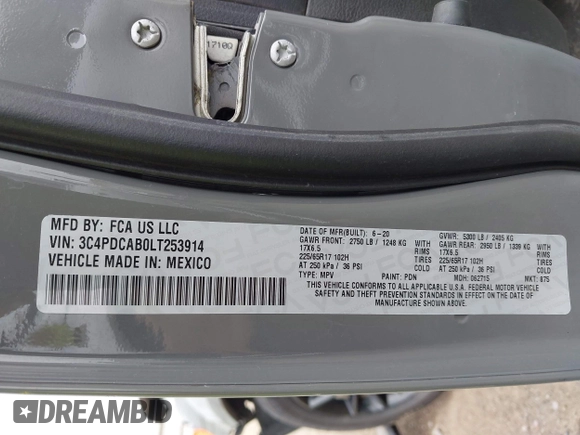 1710Q
MFD BY: FCA US LLC
VIN: 3C4PDCAB0LT253914
VEHICLE MADE IN: MEXICO
DATE OF MFR(BUILT): 6-20
GVWR: 5300 LB / 2405 KG
GAWR FRONT: 2750 LB / 1248 KG
GAWR REAR: 2950 LB / 1339 KG
17X6.5 RIMS
17X6.5 RIMS
225/65R17 102H TIRES
225/65R17 102H TIRES
AT 250 kPa / 36 PSI COLD
AT 250 kPa / 36 PSI COLD
TYPE: MPV PAINT: PDN MDH: 062715 MKT: 875
THIS VEHICLE CONFORMS TO ALL APPLICABLE U.S.A. FEDERAL MOTOR
VEHICLE SAFETY, BUMPER AND THEFT PREVENTION STANDARDS IN EFFECT ON THE DATE OF
MANUFACTURE SHOWN ABOVE.
DREAMBID